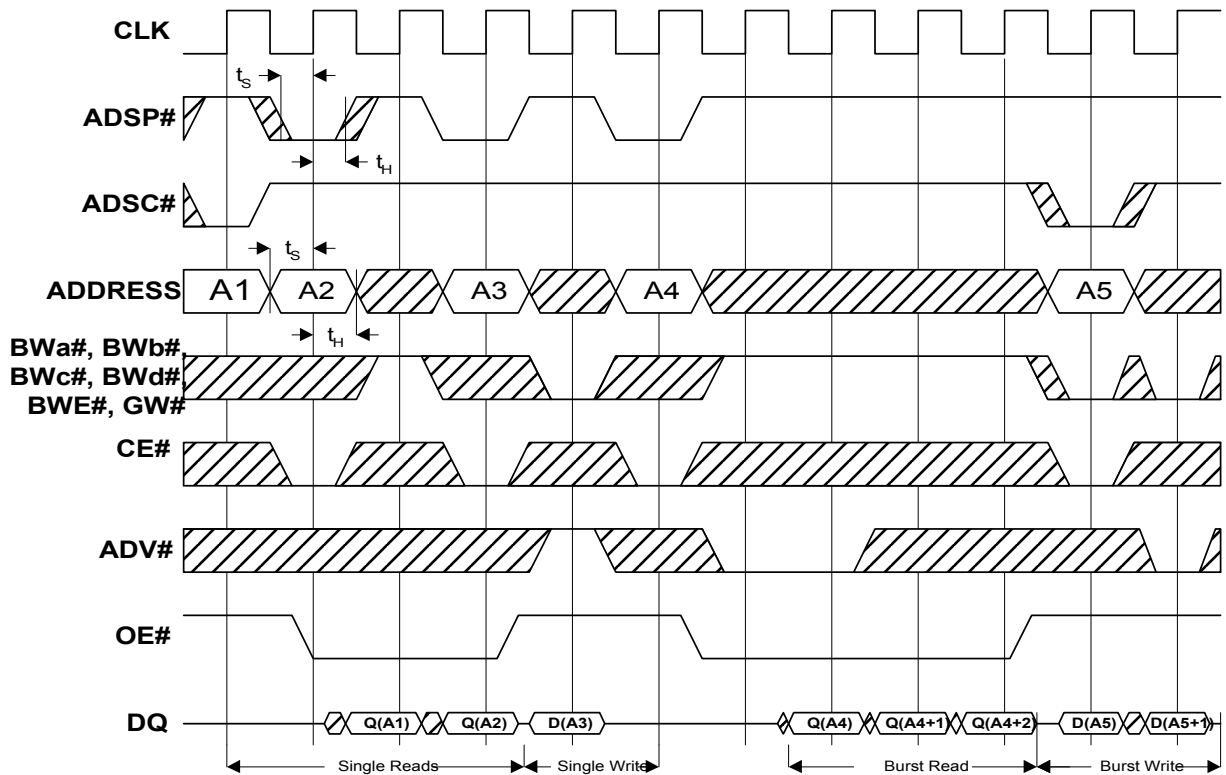 CLK
tS
ADSP#
tH
ADSC#
tS
ADDRESS A1 A2 A3 A4 A5
tH
BWa#, BWb#,
BWc#, BWd#,
BWE#, GW#
CE#
ADV#
OE#
DQ Q(A1) Q(A2) D(A3) Q(A4) Q(A4+1) Q(A4+2) D(A5) D(A5+1)
Single Reads Single Write Burst Read Burst Write